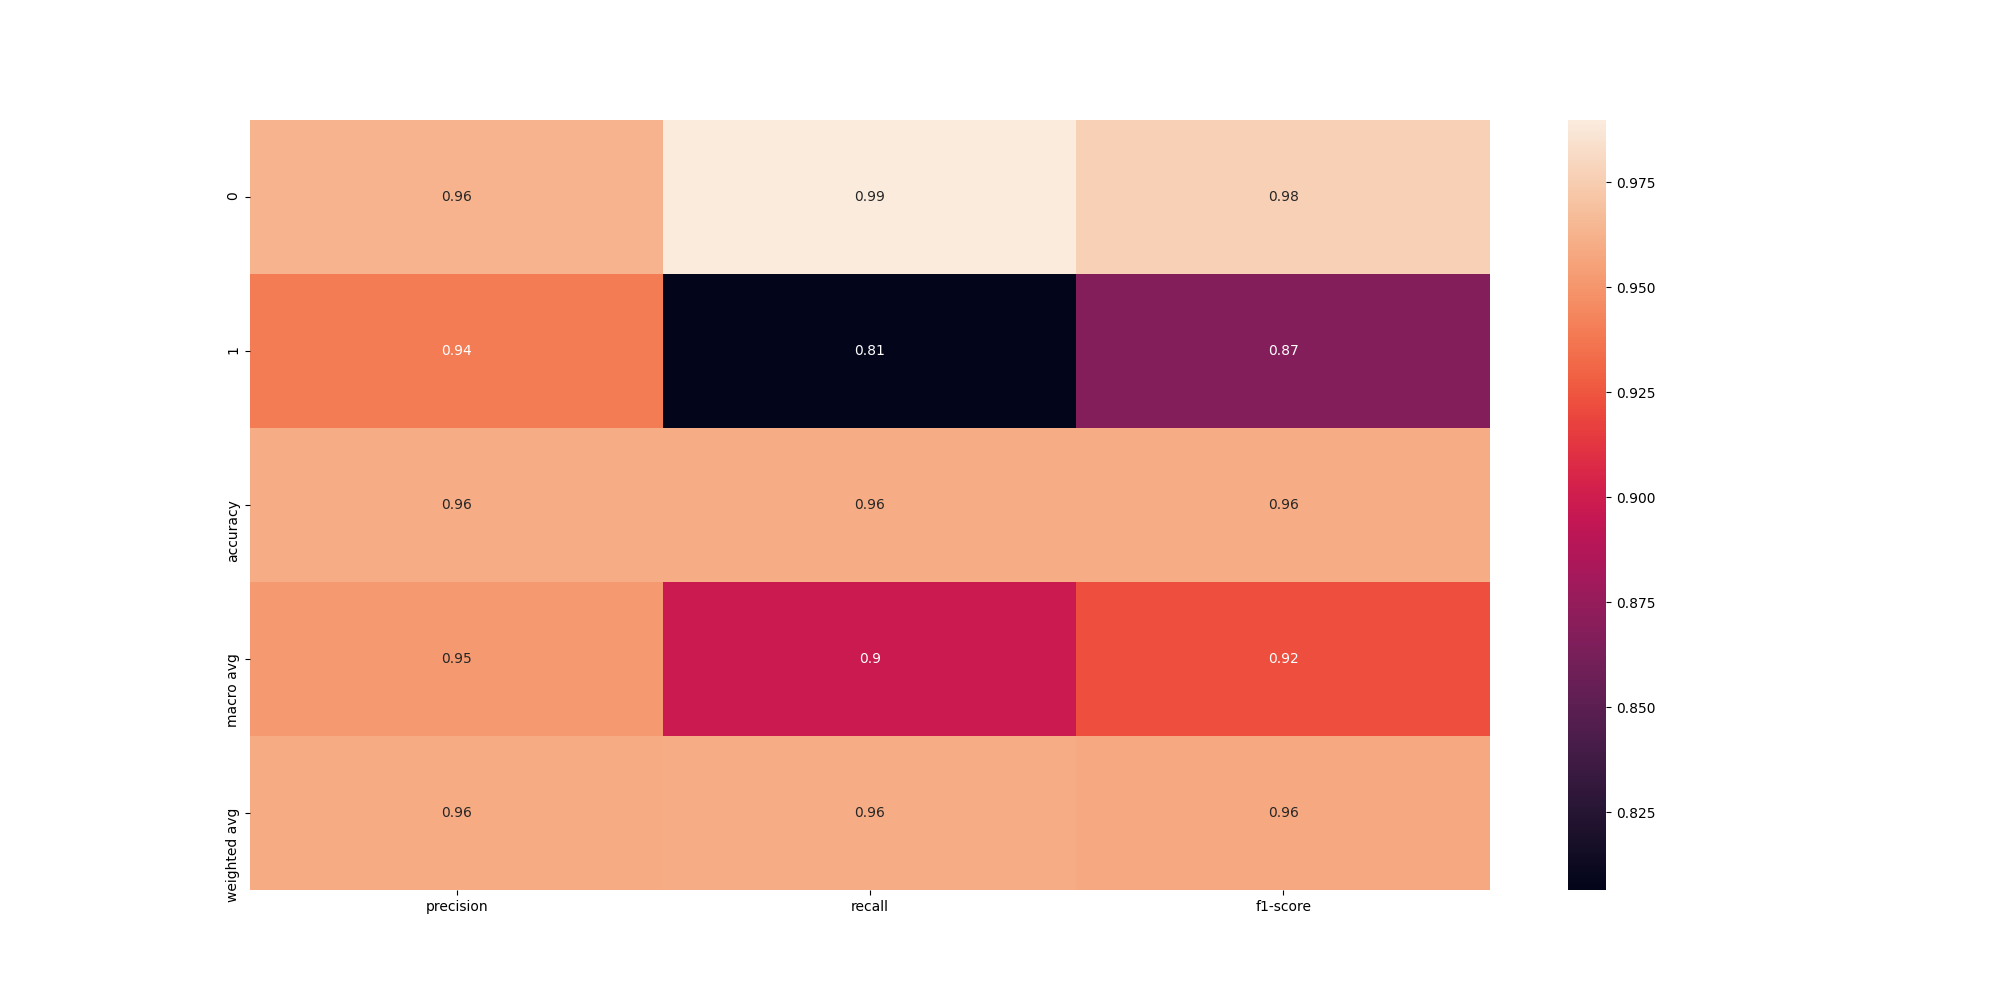 0 0.96 0.99 0.98
1 0.94 0.81 0.87
accuracy 0.96 0.96 0.96
macro avg 0.95 0.9 0.92
weighted avg 0.96 0.96 0.96
precision recall f1-score
0.975
0.950
0.925
0.900
0.875
0.850
0.825